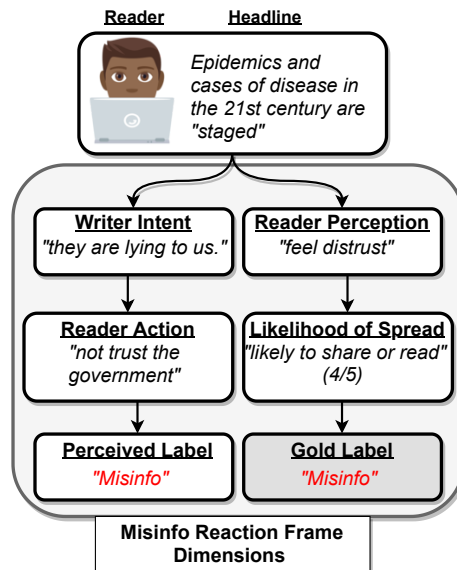 Reader Headline
Epidemics and
cases of disease in
the 21st century are
"staged"
Writer Intent
"they are lying to us."
Reader Perception
"feel distrust"
Reader Action
"not trust the
government"
Likelihood of Spread
"likely to share or read"
(4/5)
Perceived Label
"Misinfo"
Gold Label
"Misinfo"
Misinfo Reaction Frame
Dimensions